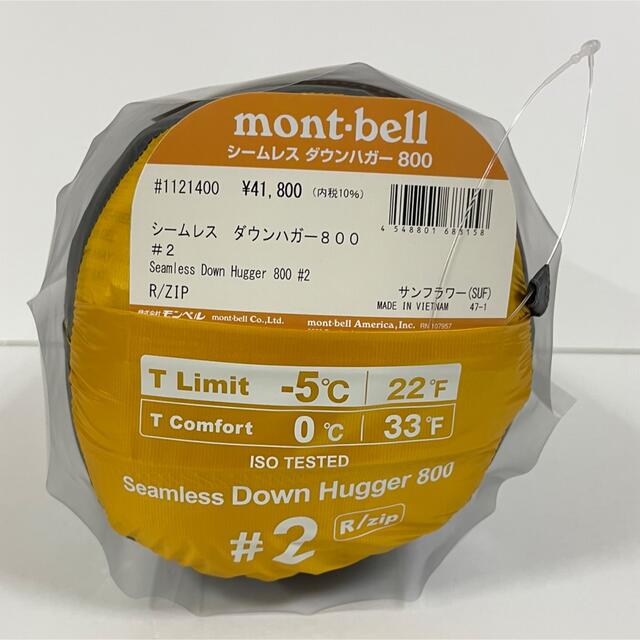 mont-bell
シームレス ダウンハガー 800
#1121400 ¥41,800 (内税10%)
4 548801 685158
シームレス ダウンハガー800
#2
Seamless Down Hugger 800 #2
R/ZIP
サンフラワー(SUF)
MADE IN VIETNAM 47-1
株式会社モンベル mont-bell Co., Ltd. mont-bell America, Inc. RN 107957
T Limit -5℃ 22°F
T Comfort 0℃ 33°F
ISO TESTED
Seamless Down Hugger 800
#2 R/zip